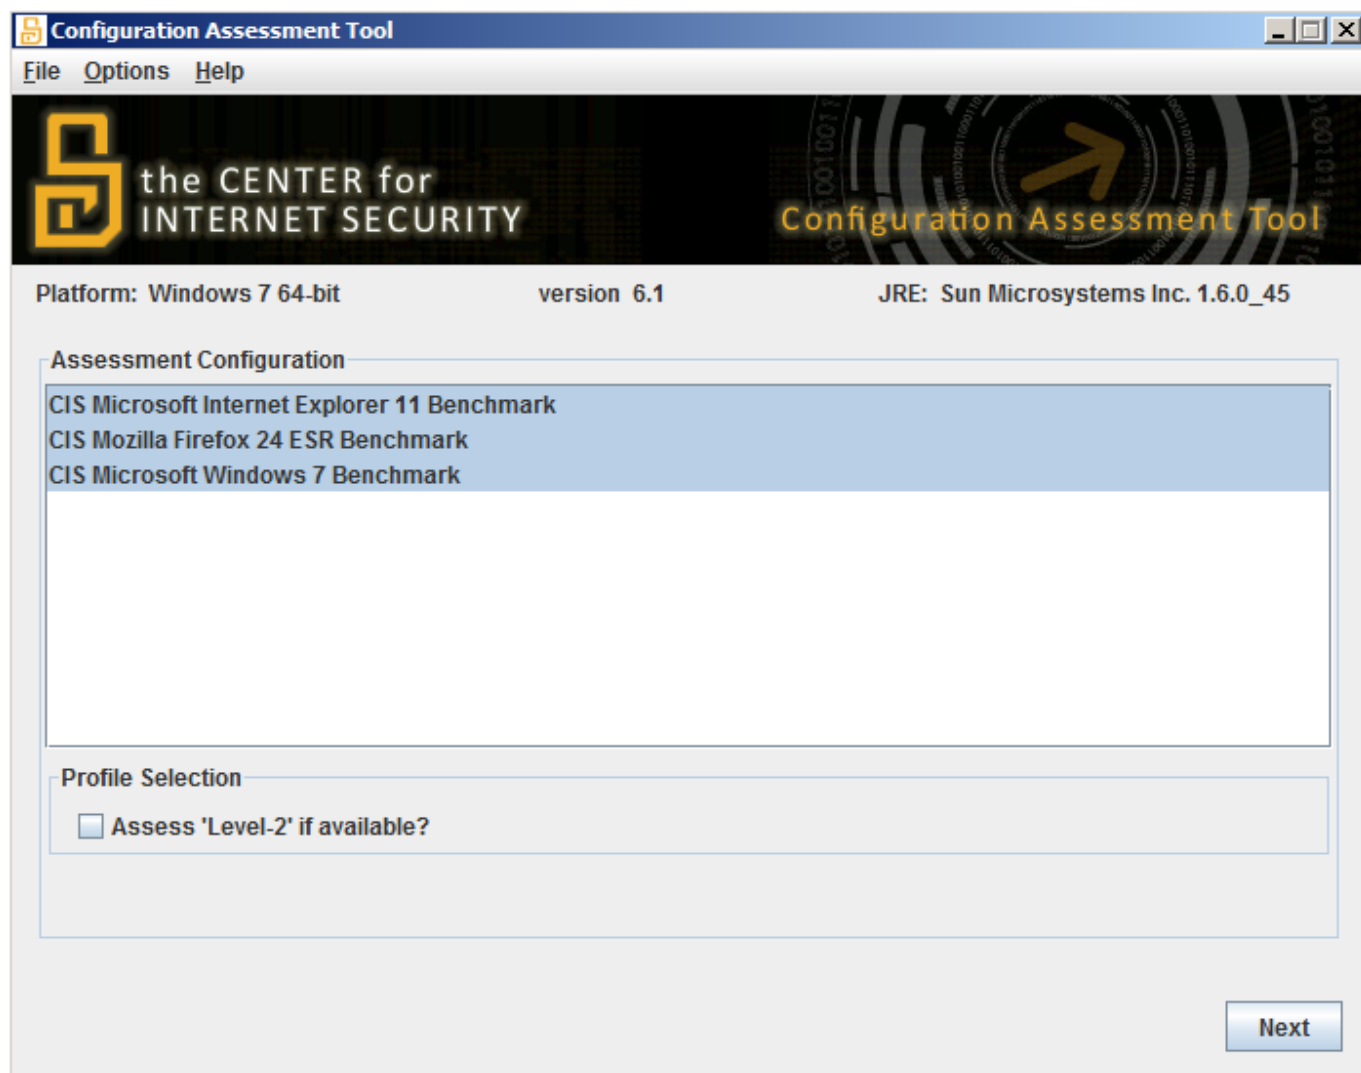 Configuration Assessment Tool
File Options Help
the CENTER for
INTERNET SECURITY
Configuration Assessment Tool
Platform: Windows 7 64-bit version 6.1 JRE: Sun Microsystems Inc. 1.6.0_45
Assessment Configuration
CIS Microsoft Internet Explorer 11 Benchmark
CIS Mozilla Firefox 24 ESR Benchmark
CIS Microsoft Windows 7 Benchmark
Profile Selection
Assess 'Level-2' if available?
Next